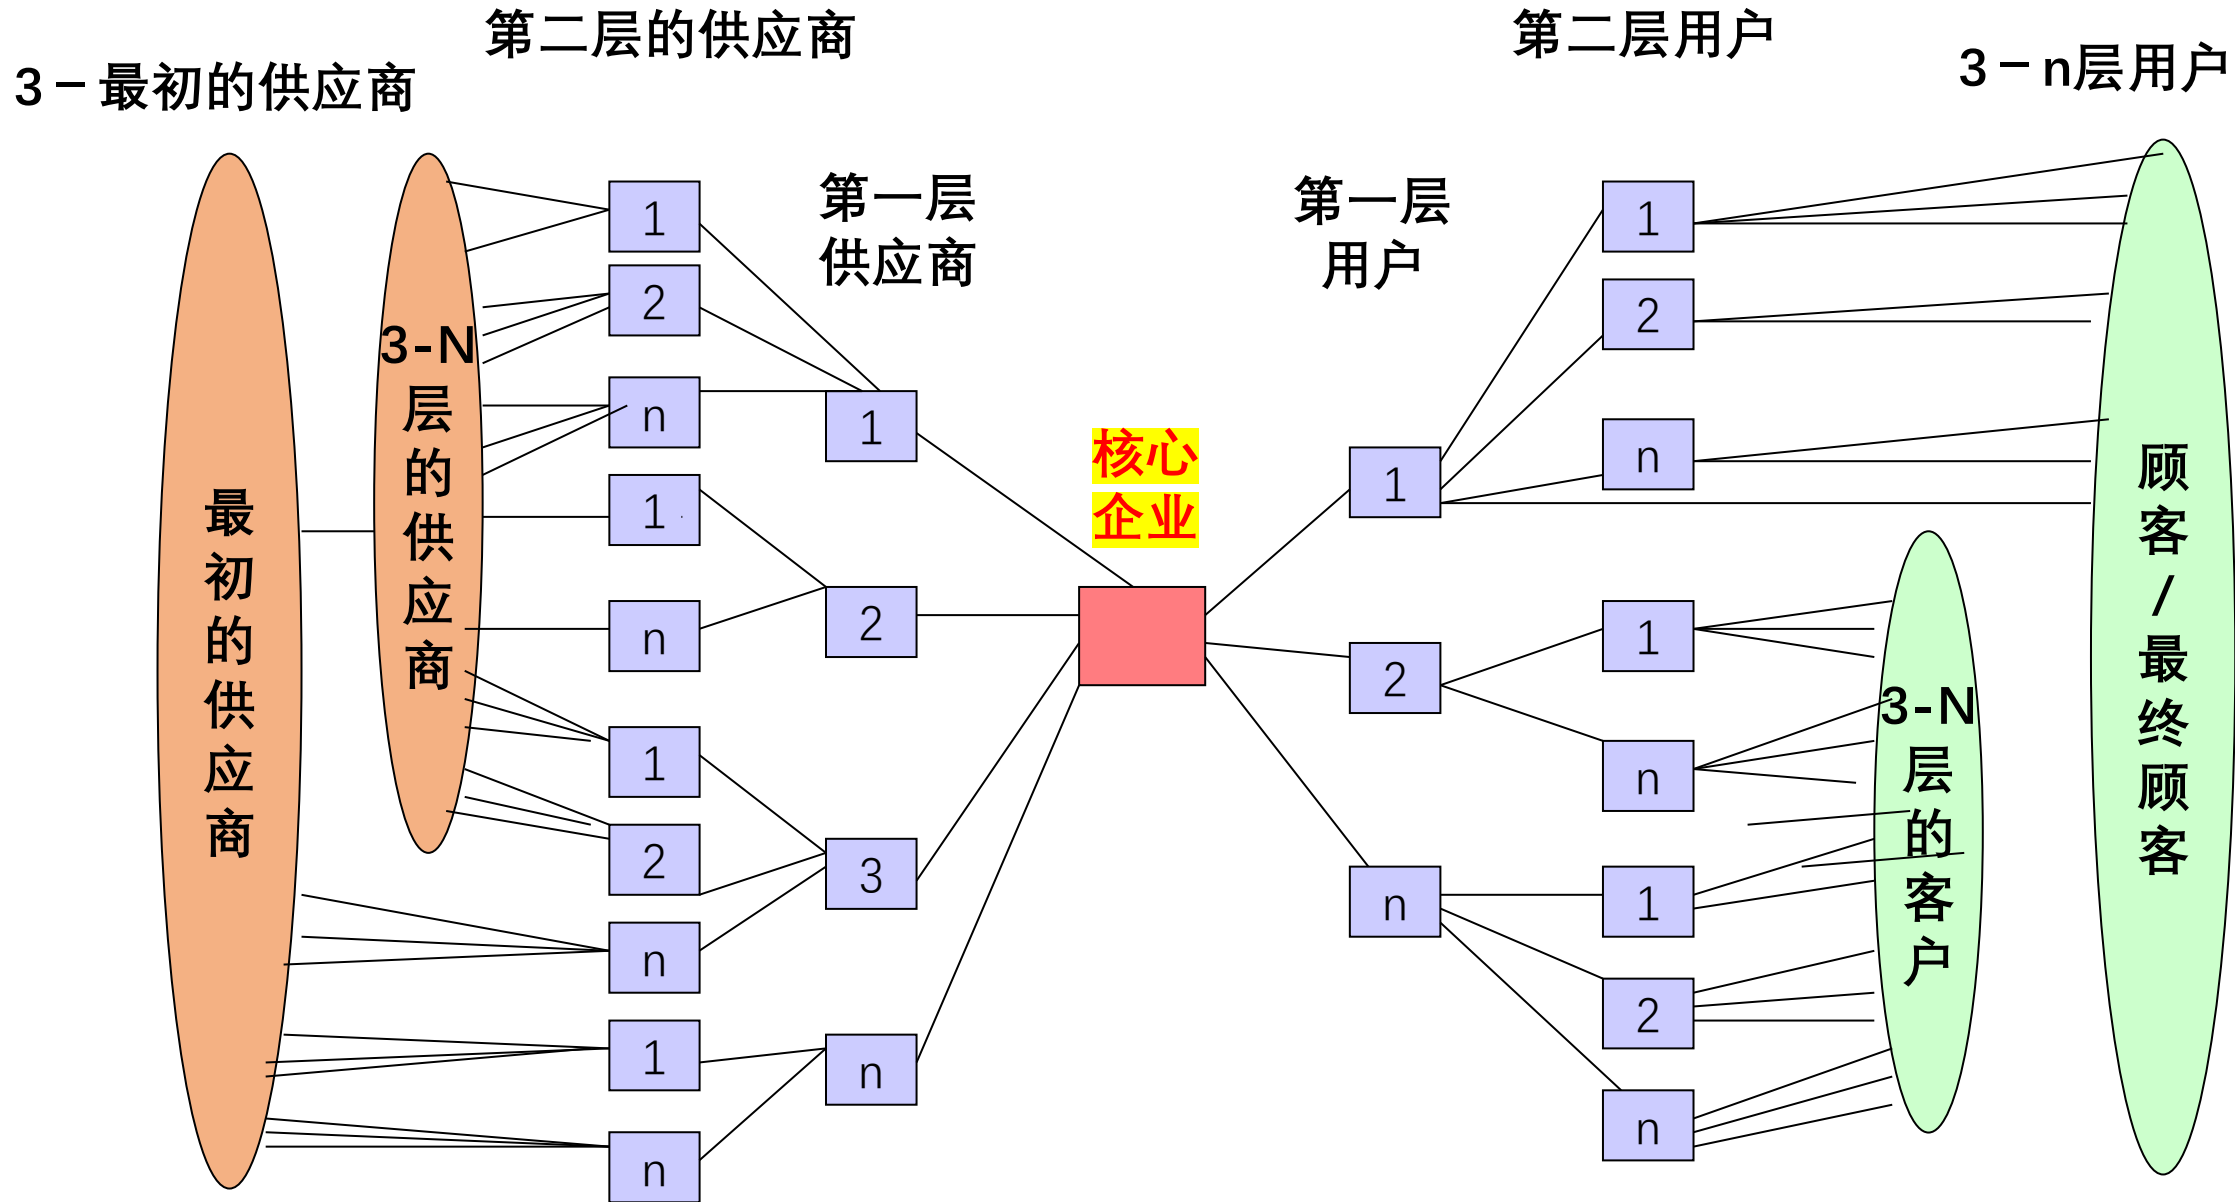 第二层的供应商
第二层用户
3－最初的供应商
3－n层用户
第一层
供应商
第一层
用户
最
初
的
供
应
商
3-N
层
的
供
应
商
1
2
n
1
n
1
2
n
1
n
1
2
3
n
核心
企业
1
2
n
1
2
n
1
n
1
2
n
3-N
层
的
客
户
顾
客
/
最
终
顾
客